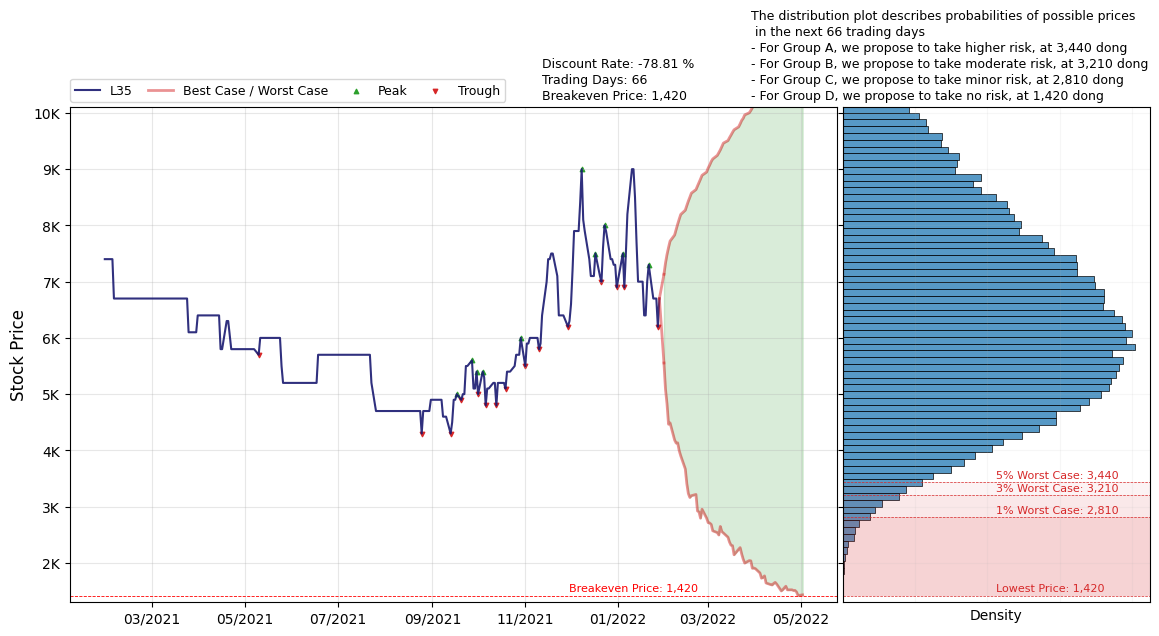 The distribution plot describes probabilities of possible prices
in the next 66 trading days
- For Group A, we propose to take higher risk, at 3,440 dong
- For Group B, we propose to take moderate risk, at 3,210 dong
- For Group C, we propose to take minor risk, at 2,810 dong
- For Group D, we propose to take no risk, at 1,420 dong
Discount Rate: -78.81 %
Trading Days: 66
Breakeven Price: 1,420
L35
Best Case / Worst Case
Peak
Trough
Stock Price
10K
9K
8K
7K
6K
5K
4K
3K
2K
Breakeven Price: 1,420
03/2021
05/2021
07/2021
09/2021
11/2021
01/2022
03/2022
05/2022
5% Worst Case: 3,440
3% Worst Case: 3,210
1% Worst Case: 2,810
Lowest Price: 1,420
Density